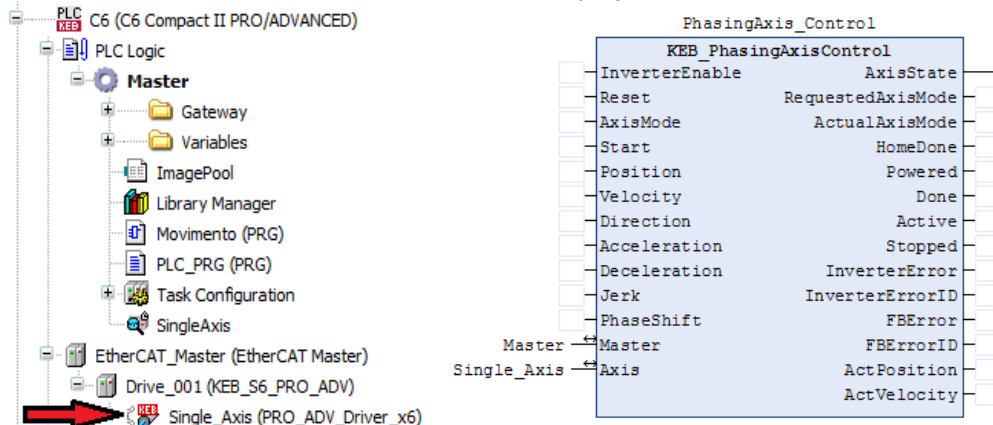 PLC
KEB
C6 (C6 Compact II PRO/ADVANCED)
PLC Logic
Master
Gateway
Variables
ImagePool
Library Manager
Movimento (PRG)
PLC_PRG (PRG)
Task Configuration
SingleAxis
EtherCAT_Master (EtherCAT Master)
Drive_001 (KEB_S6_PRO_ADV)
KEB
Single_Axis (PRO_ADV_Driver_x6)
PhasingAxis_Control
KEB_PhasingAxisControl
InverterEnable AxisState
Reset RequestedAxisMode
AxisMode ActualAxisMode
Start HomeDone
Position Powered
Velocity Done
Direction Active
Acceleration Stopped
Deceleration InverterError
Jerk InverterErrorID
PhaseShift FBError
Master Master FBErrorID
Single_Axis Axis ActPosition
ActVelocity